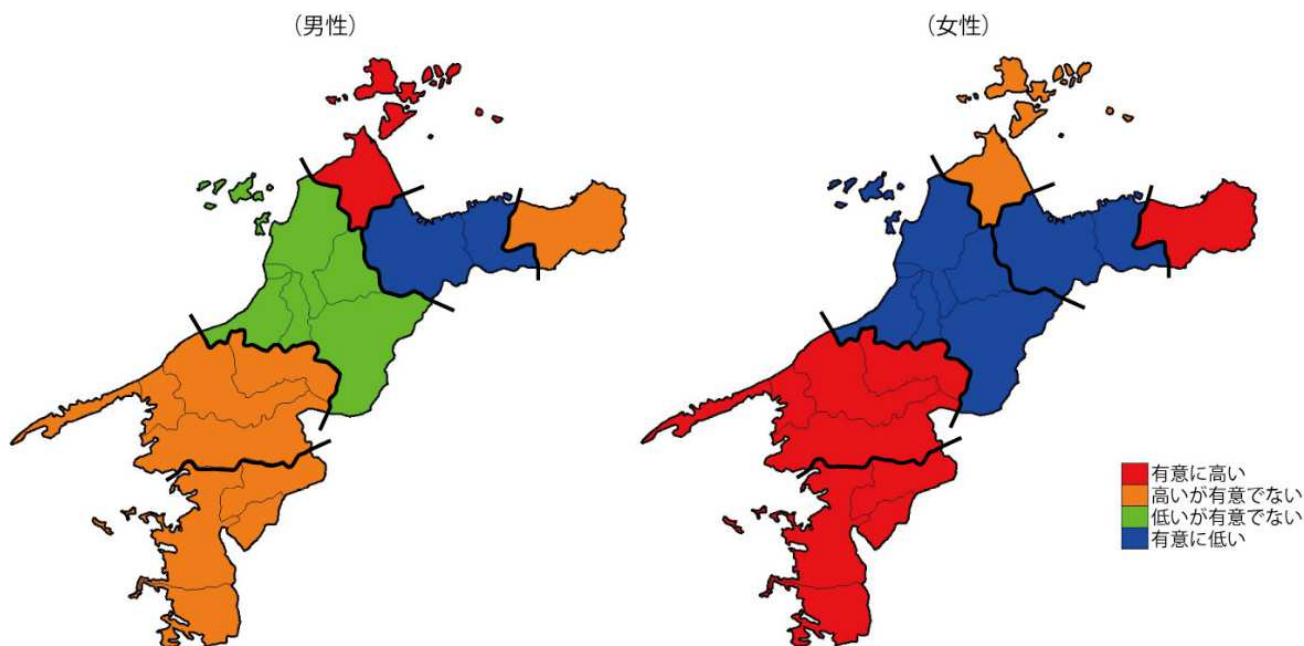 （男性）
（女性）
有意に高い
高いが有意でない
低いが有意でない
有意に低い